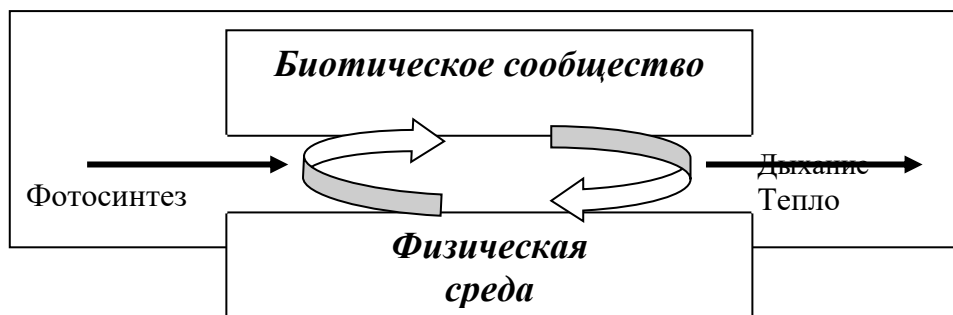 Биотическое сообщество
Фотосинтез
Дыхание
Тепло
Физическая
среда